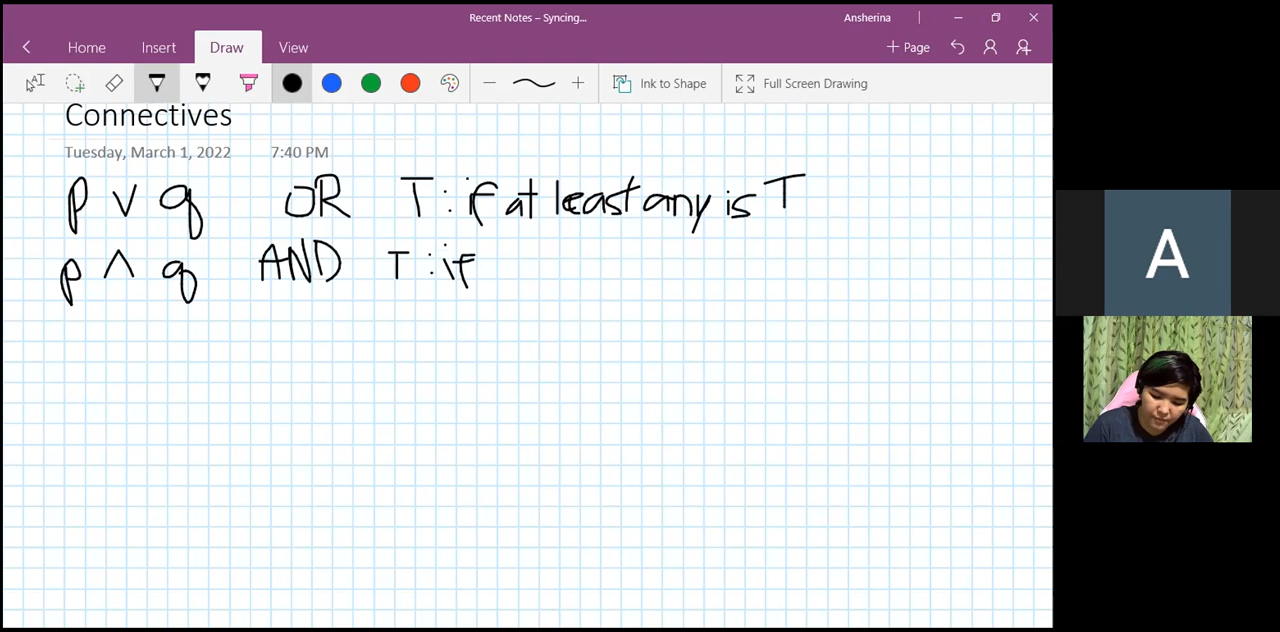 Recent Notes – Syncing...
Ansherina
Home Insert Draw View
+ Page
Ink to Shape
Full Screen Drawing
Connectives
Tuesday, March 1, 2022 7:40 PM
p ∨ q OR T : if at least any is T
p ∧ q AND T : if
A